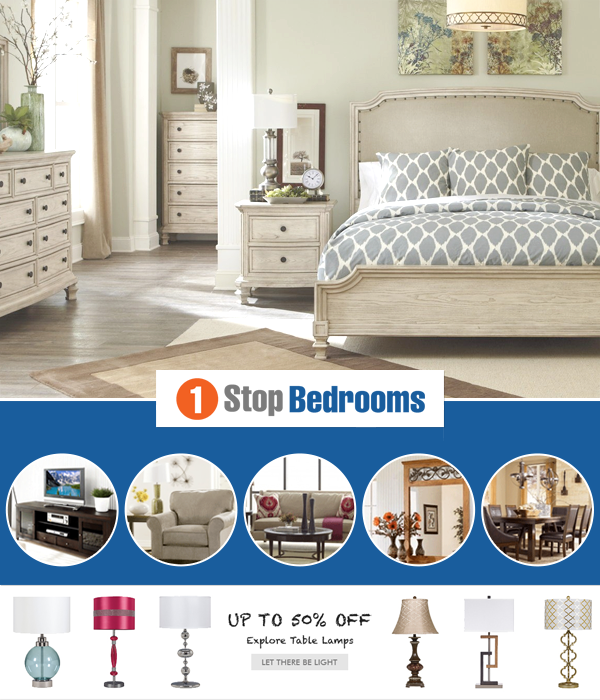 1 Stop Bedrooms
UP TO 50% OFF
Explore Table Lamps
LET THERE BE LIGHT